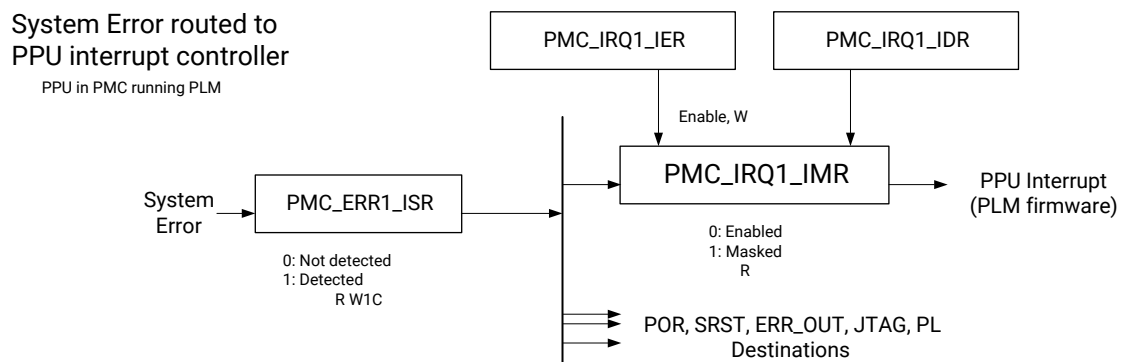 System Error routed to
PPU interrupt controller
PPU in PMC running PLM
PMC_IRQ1_IER
PMC_IRQ1_IDR
Enable, W
PMC_IRQ1_IMR
PMC_ERR1_ISR
System
Error
PPU Interrupt
(PLM firmware)
0: Enabled
1: Masked
R
0: Not detected
1: Detected
R W1C
POR, SRST, ERR_OUT, JTAG, PL
Destinations